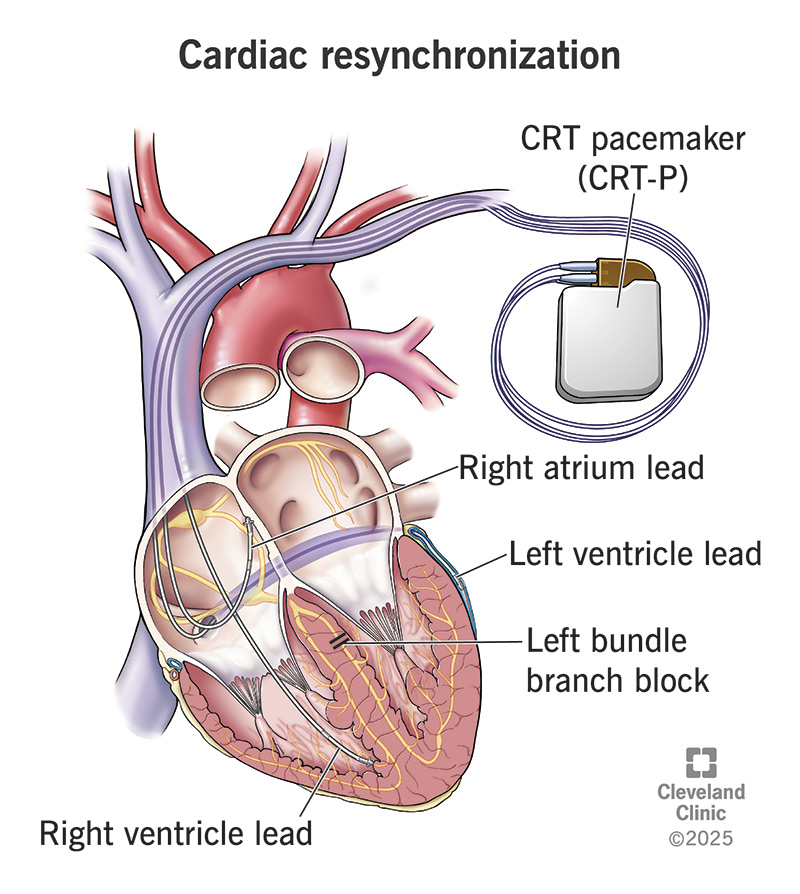 Cardiac resynchronization
CRT pacemaker
(CRT-P)
Right atrium lead
Left ventricle lead
Left bundle
branch block
Right ventricle lead
Cleveland
Clinic
©2025